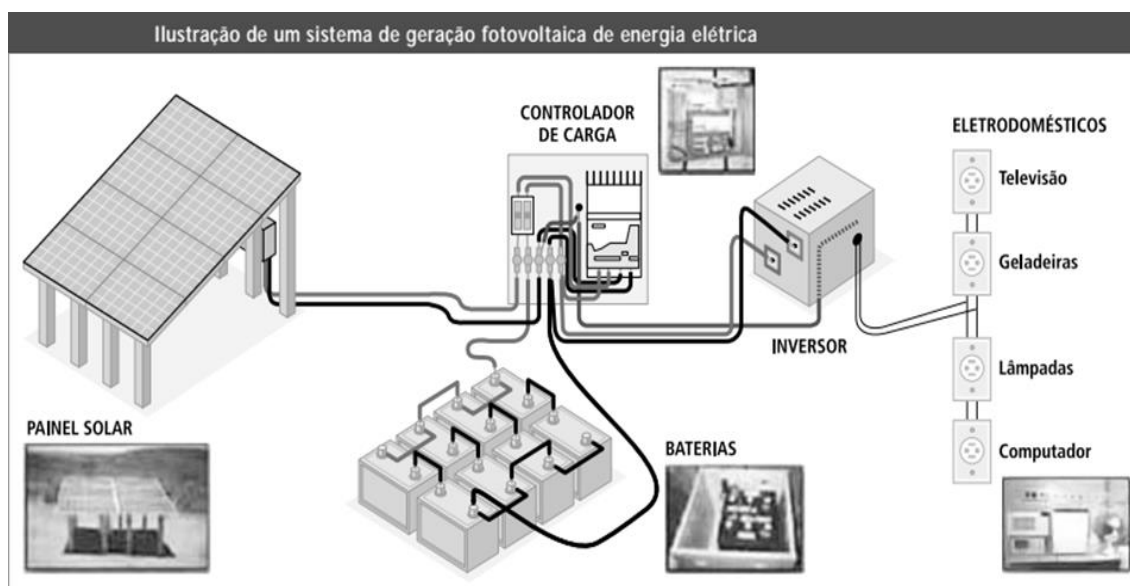 Ilustração de um sistema de geração fotovoltaica de energia elétrica
CONTROLADOR
DE CARGA
ELETRODOMÉSTICOS
Televisão
Geladeiras
INVERSOR
Lâmpadas
PAINEL SOLAR
BATERIAS
Computador